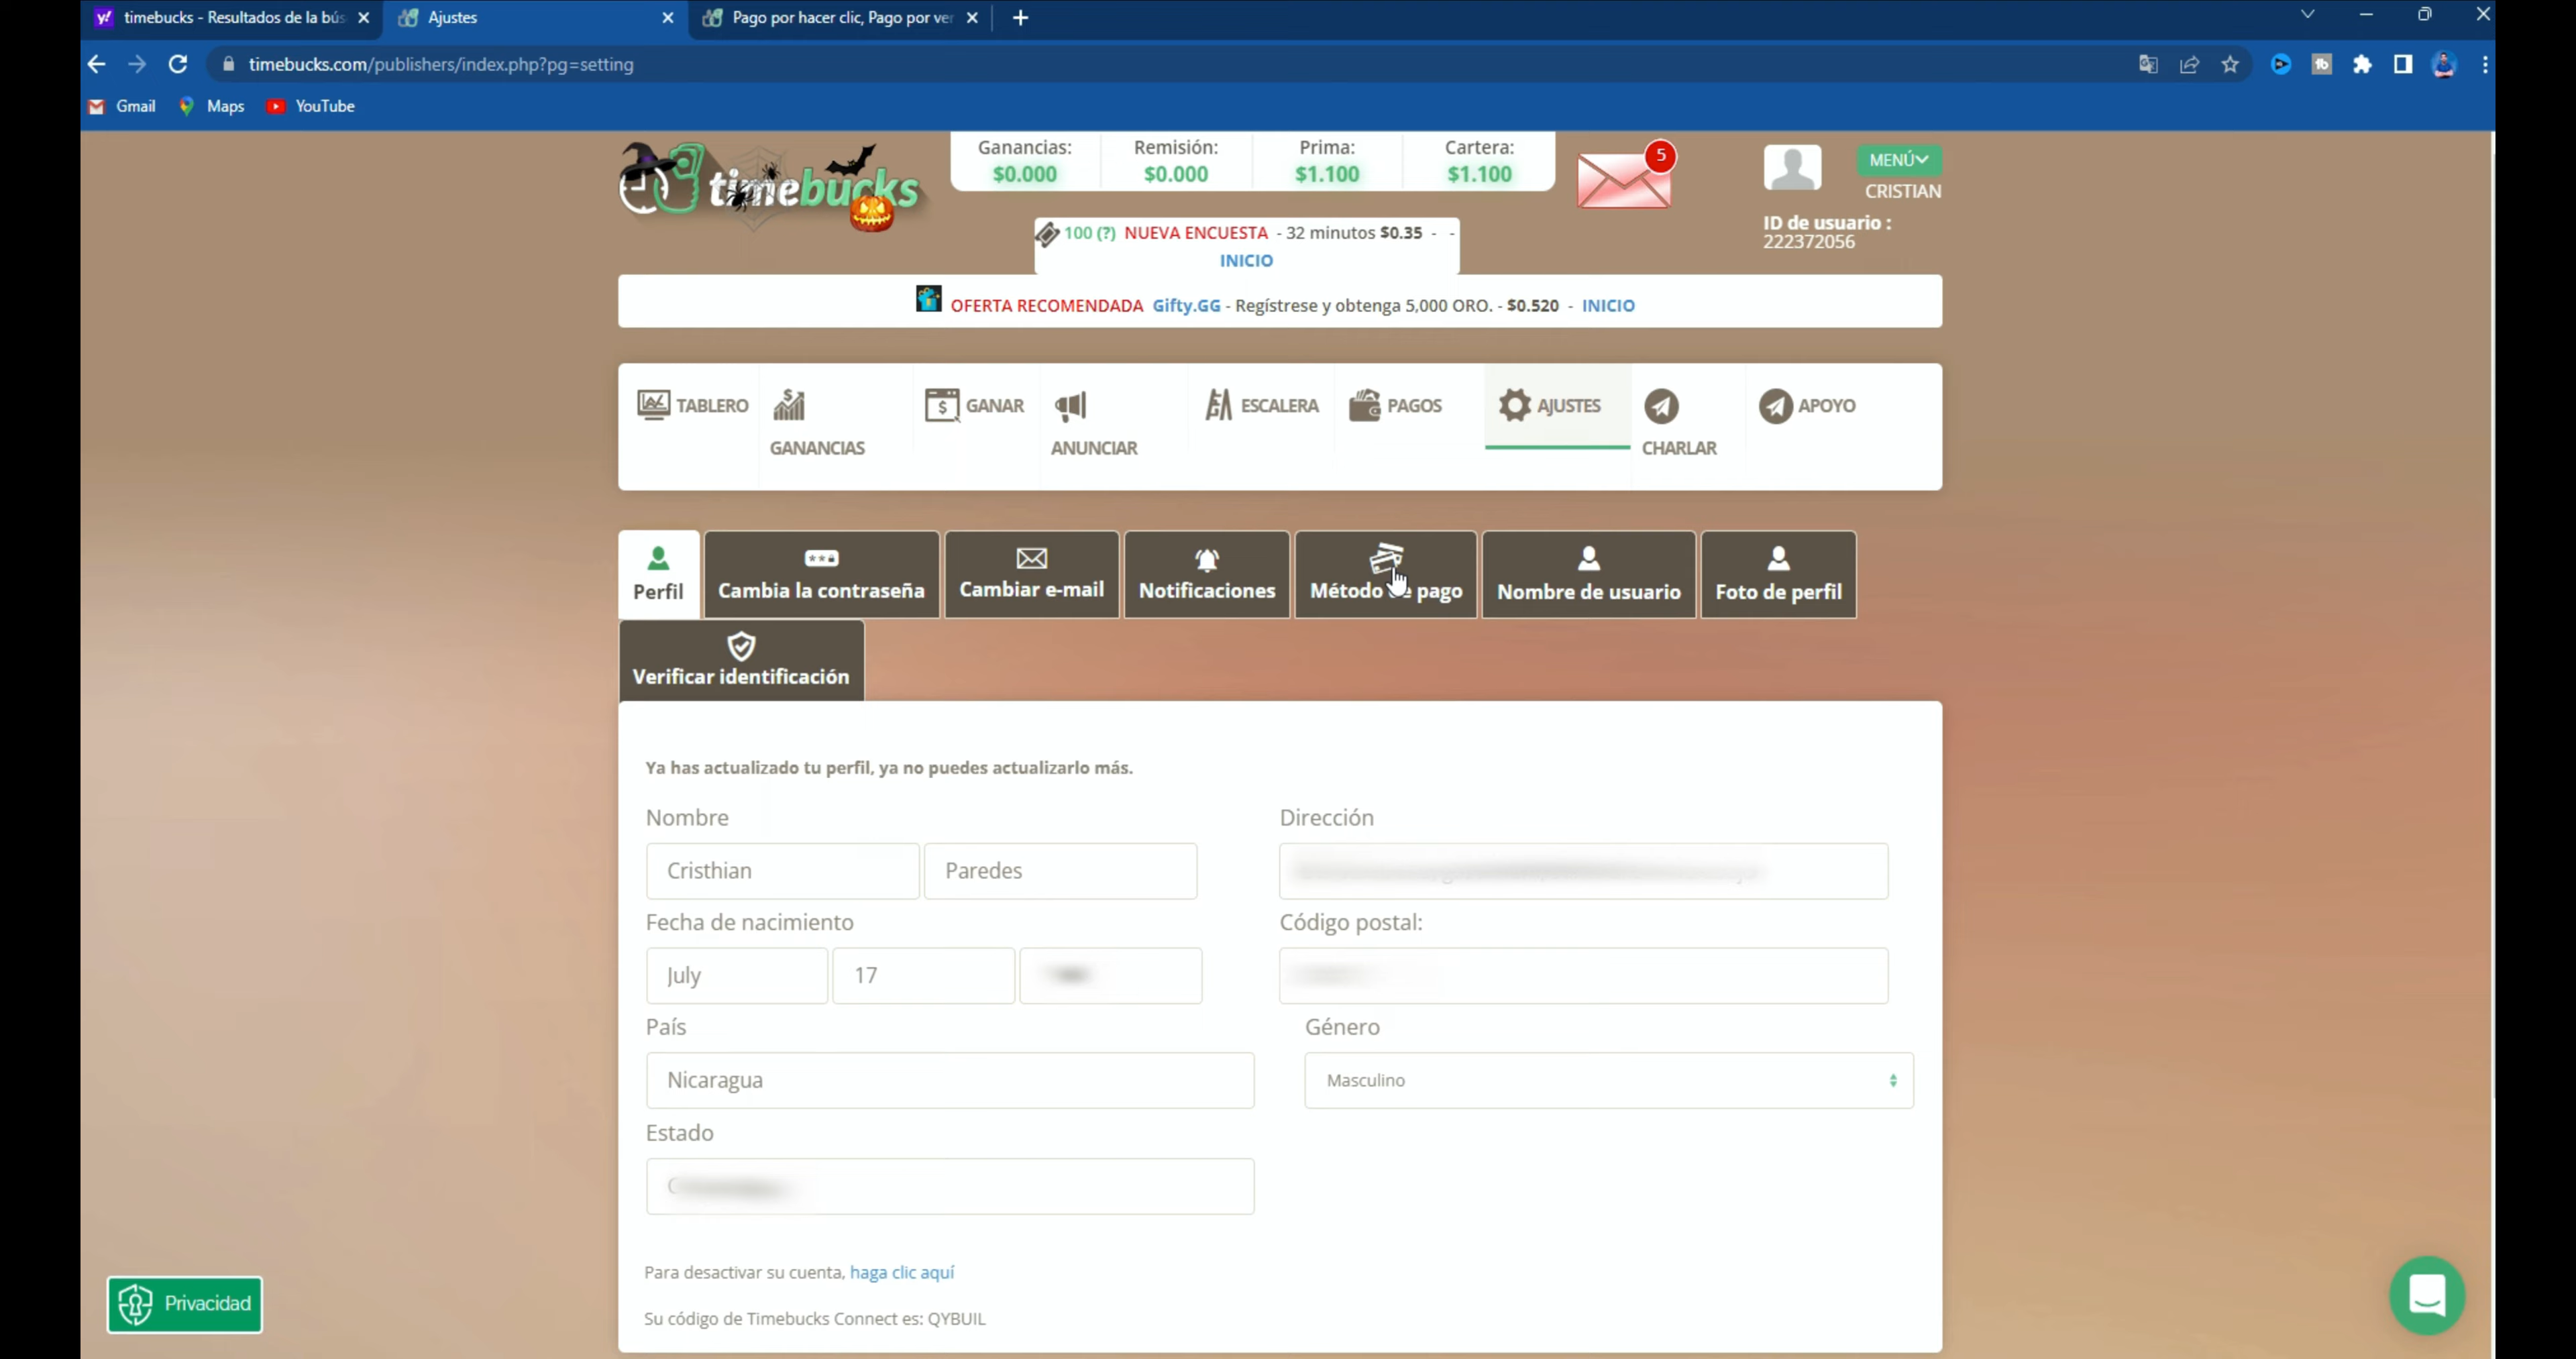 timebucks - Resultados de la bús
Ajustes
Pago por hacer clic, Pago por ver
timebucks.com/publishers/index.php?pg=setting
Gmail
Maps
YouTube
timebucks
Ganancias:
$0.000
Remisión:
$0.000
Prima:
$1.100
Cartera:
$1.100
5
MENÚ
CRISTIAN
ID de usuario :
222372056
100 (?) NUEVA ENCUESTA - 32 minutos $0.35 - -
INICIO
OFERTA RECOMENDADA Gifty.GG - Regístrese y obtenga 5,000 ORO. - $0.520 - INICIO
TABLERO
GANANCIAS
GANAR
ANUNCIAR
ESCALERA
PAGOS
AJUSTES
CHARLAR
APOYO
Perfil
Cambia la contraseña
Cambiar e-mail
Notificaciones
Método de pago
Nombre de usuario
Foto de perfil
Verificar identificación
Ya has actualizado tu perfil, ya no puedes actualizarlo más.
Nombre
Dirección
Cristhian
Paredes
Fecha de nacimiento
Código postal:
July
17
País
Género
Nicaragua
Masculino
Estado
Para desactivar su cuenta, haga clic aquí
Su código de Timebucks Connect es: QYBUIL
Privacidad